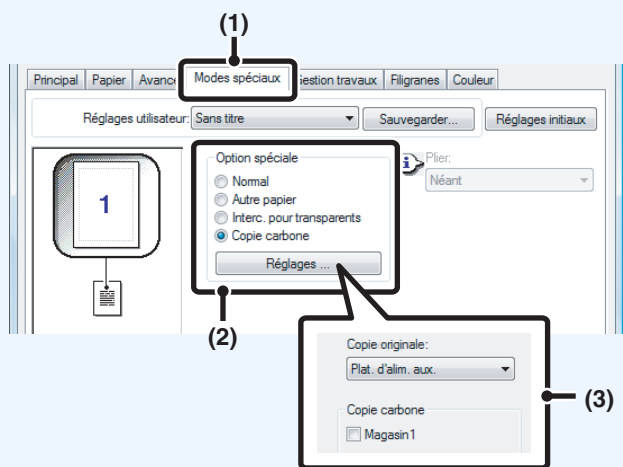 (1)
Principal Papier Avancé Modes spéciaux Gestion travaux Filigranes Couleur
Réglages utilisateur: Sans titre Sauvegarder... Réglages initiaux
Option spéciale
Plier:
Normal
Néant
Autre papier
1
Interc. pour transparents
Copie carbone
Réglages ...
(2)
Copie originale:
Plat. d'alim. aux.
(3)
Copie carbone
Magasin1